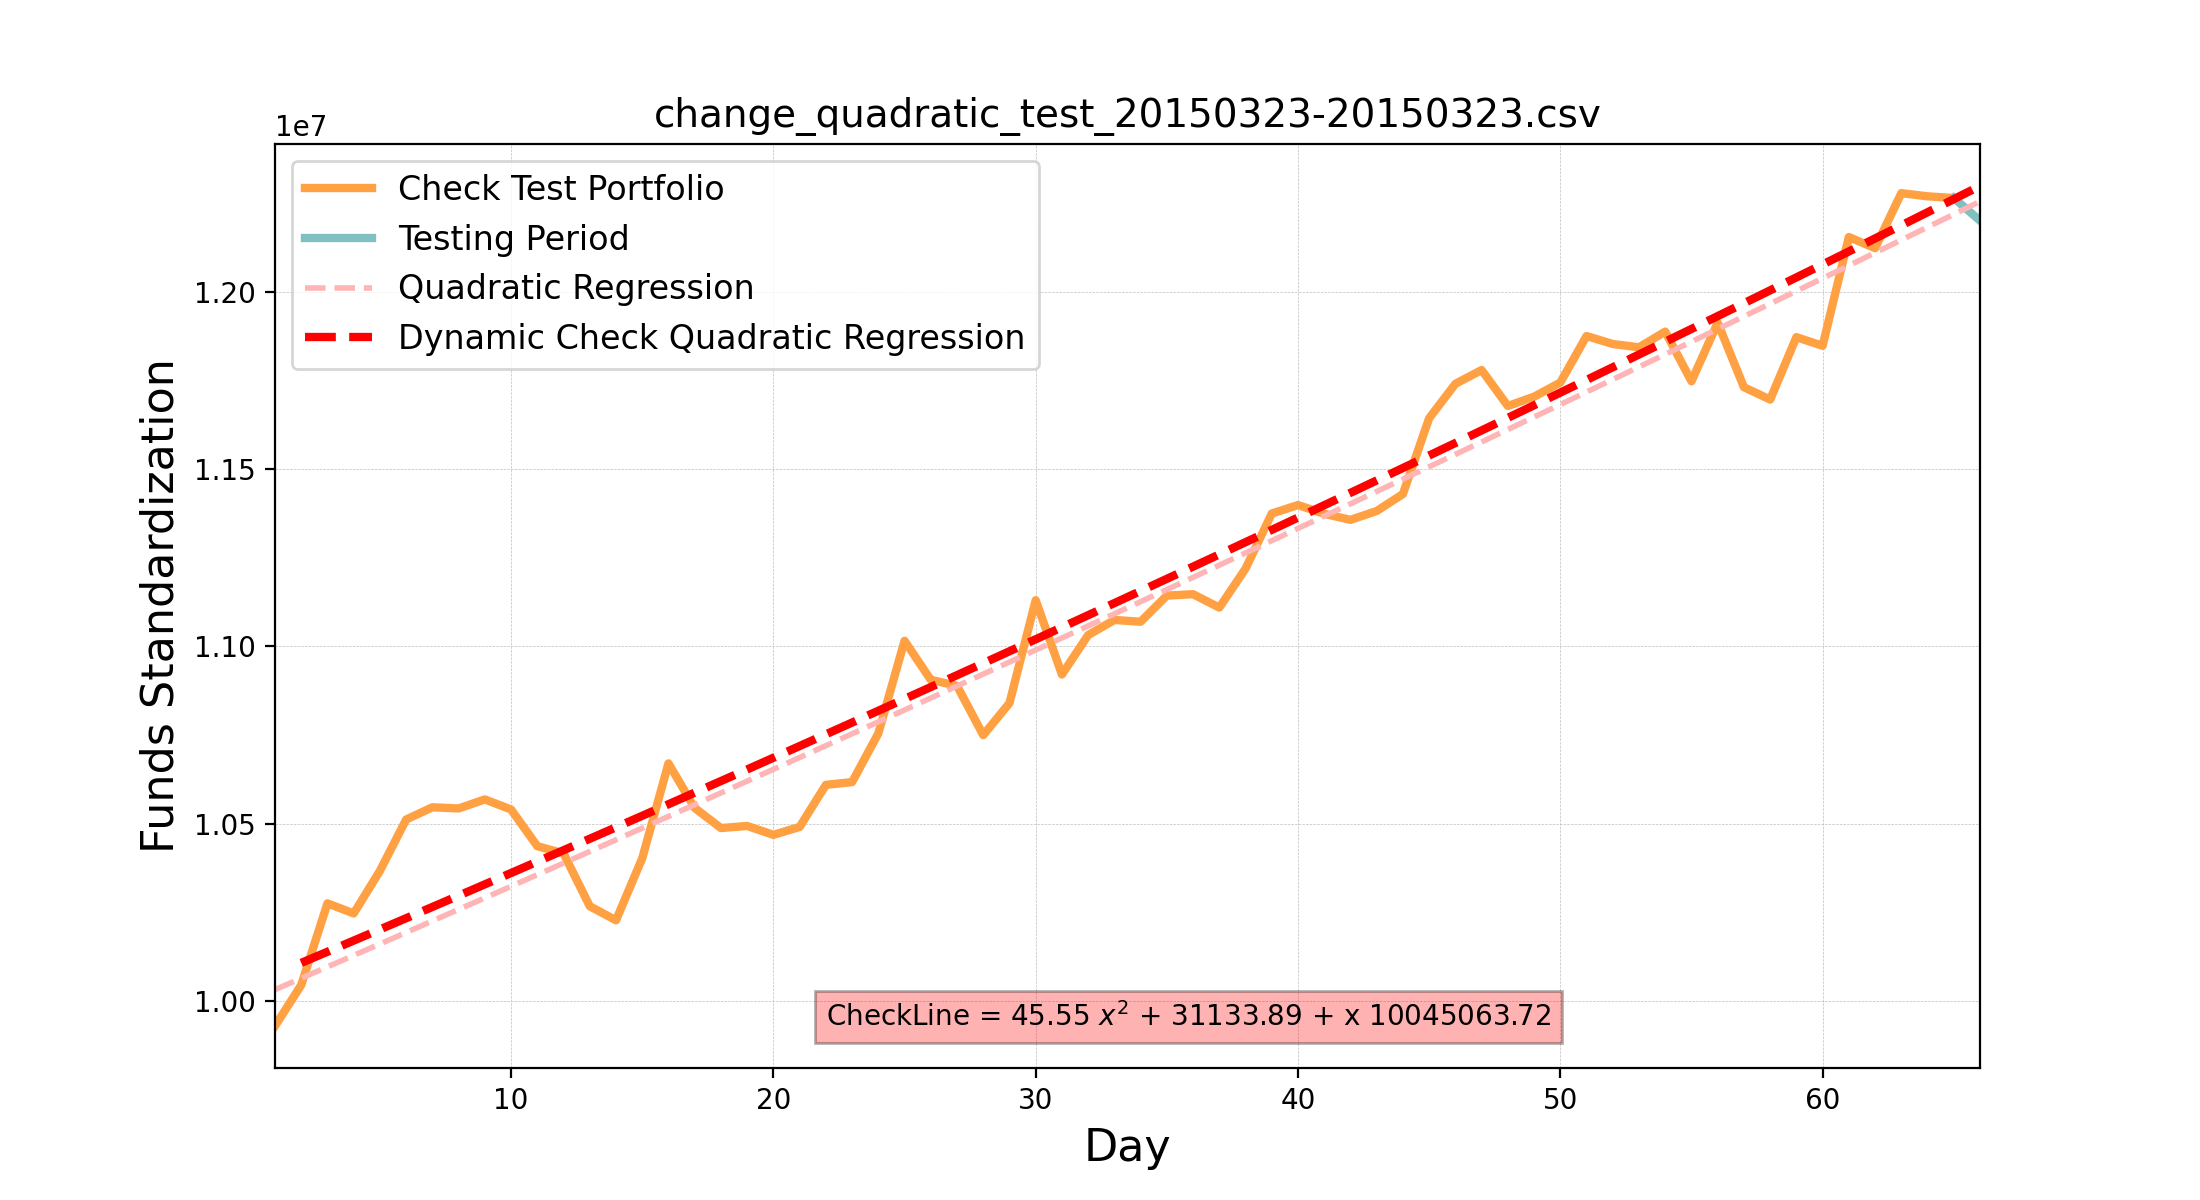 change_quadratic_test_20150323-20150323.csv
1e7
Check Test Portfolio
Testing Period
Quadratic Regression
Dynamic Check Quadratic Regression
Funds Standardization
1.20
1.15
1.10
1.05
1.00
CheckLine = 45.55 x² + 31133.89 + x 10045063.72
10 20 30 40 50 60
Day